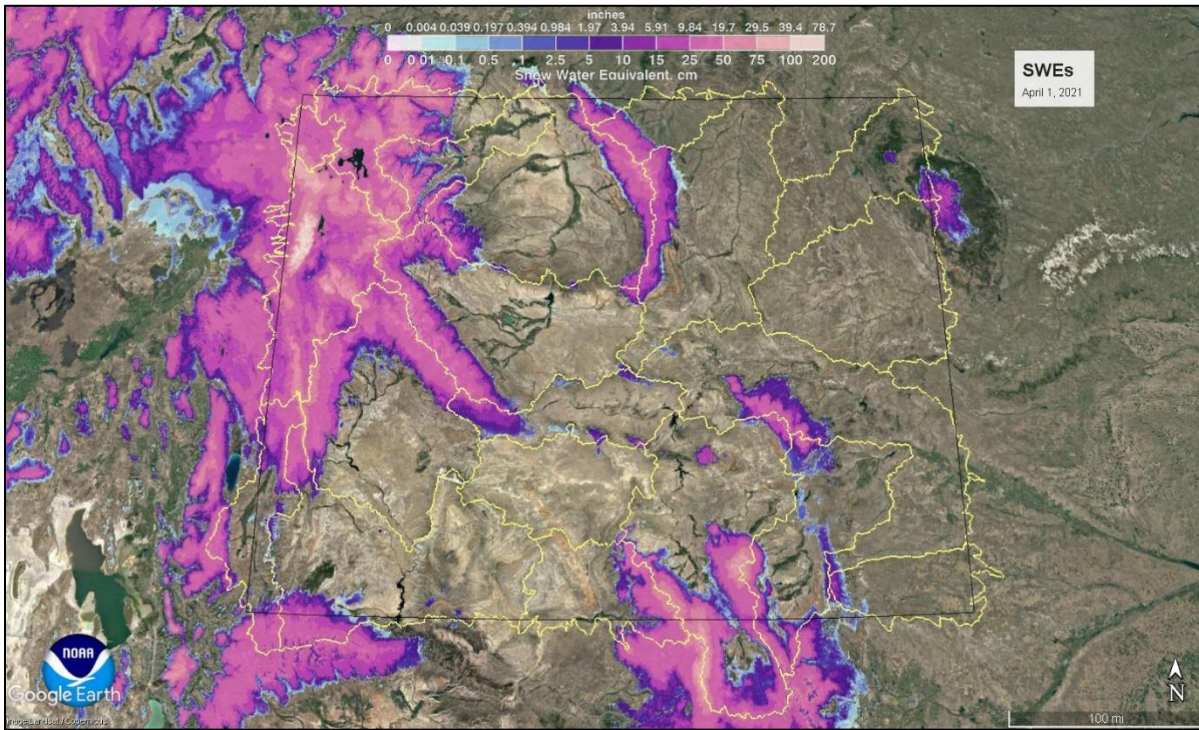 inches
0 0.004 0.039 0.197 0.394 0.984 1.97 3.94 5.91 9.84 19.7 29.5 39.4 78.7
0 0.01 0.1 0.5 .1 2.5 5 10 15 25 50 75 100 200
Snow Water Equivalent, cm
SWEs
April 1, 2021
NOAA
Google Earth
N
100 mi